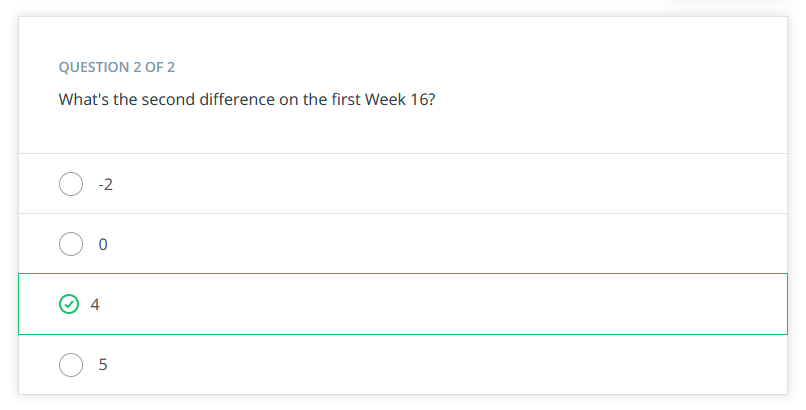 QUESTION 2 OF 2
What's the second difference on the first Week 16?
-2
0
4
5